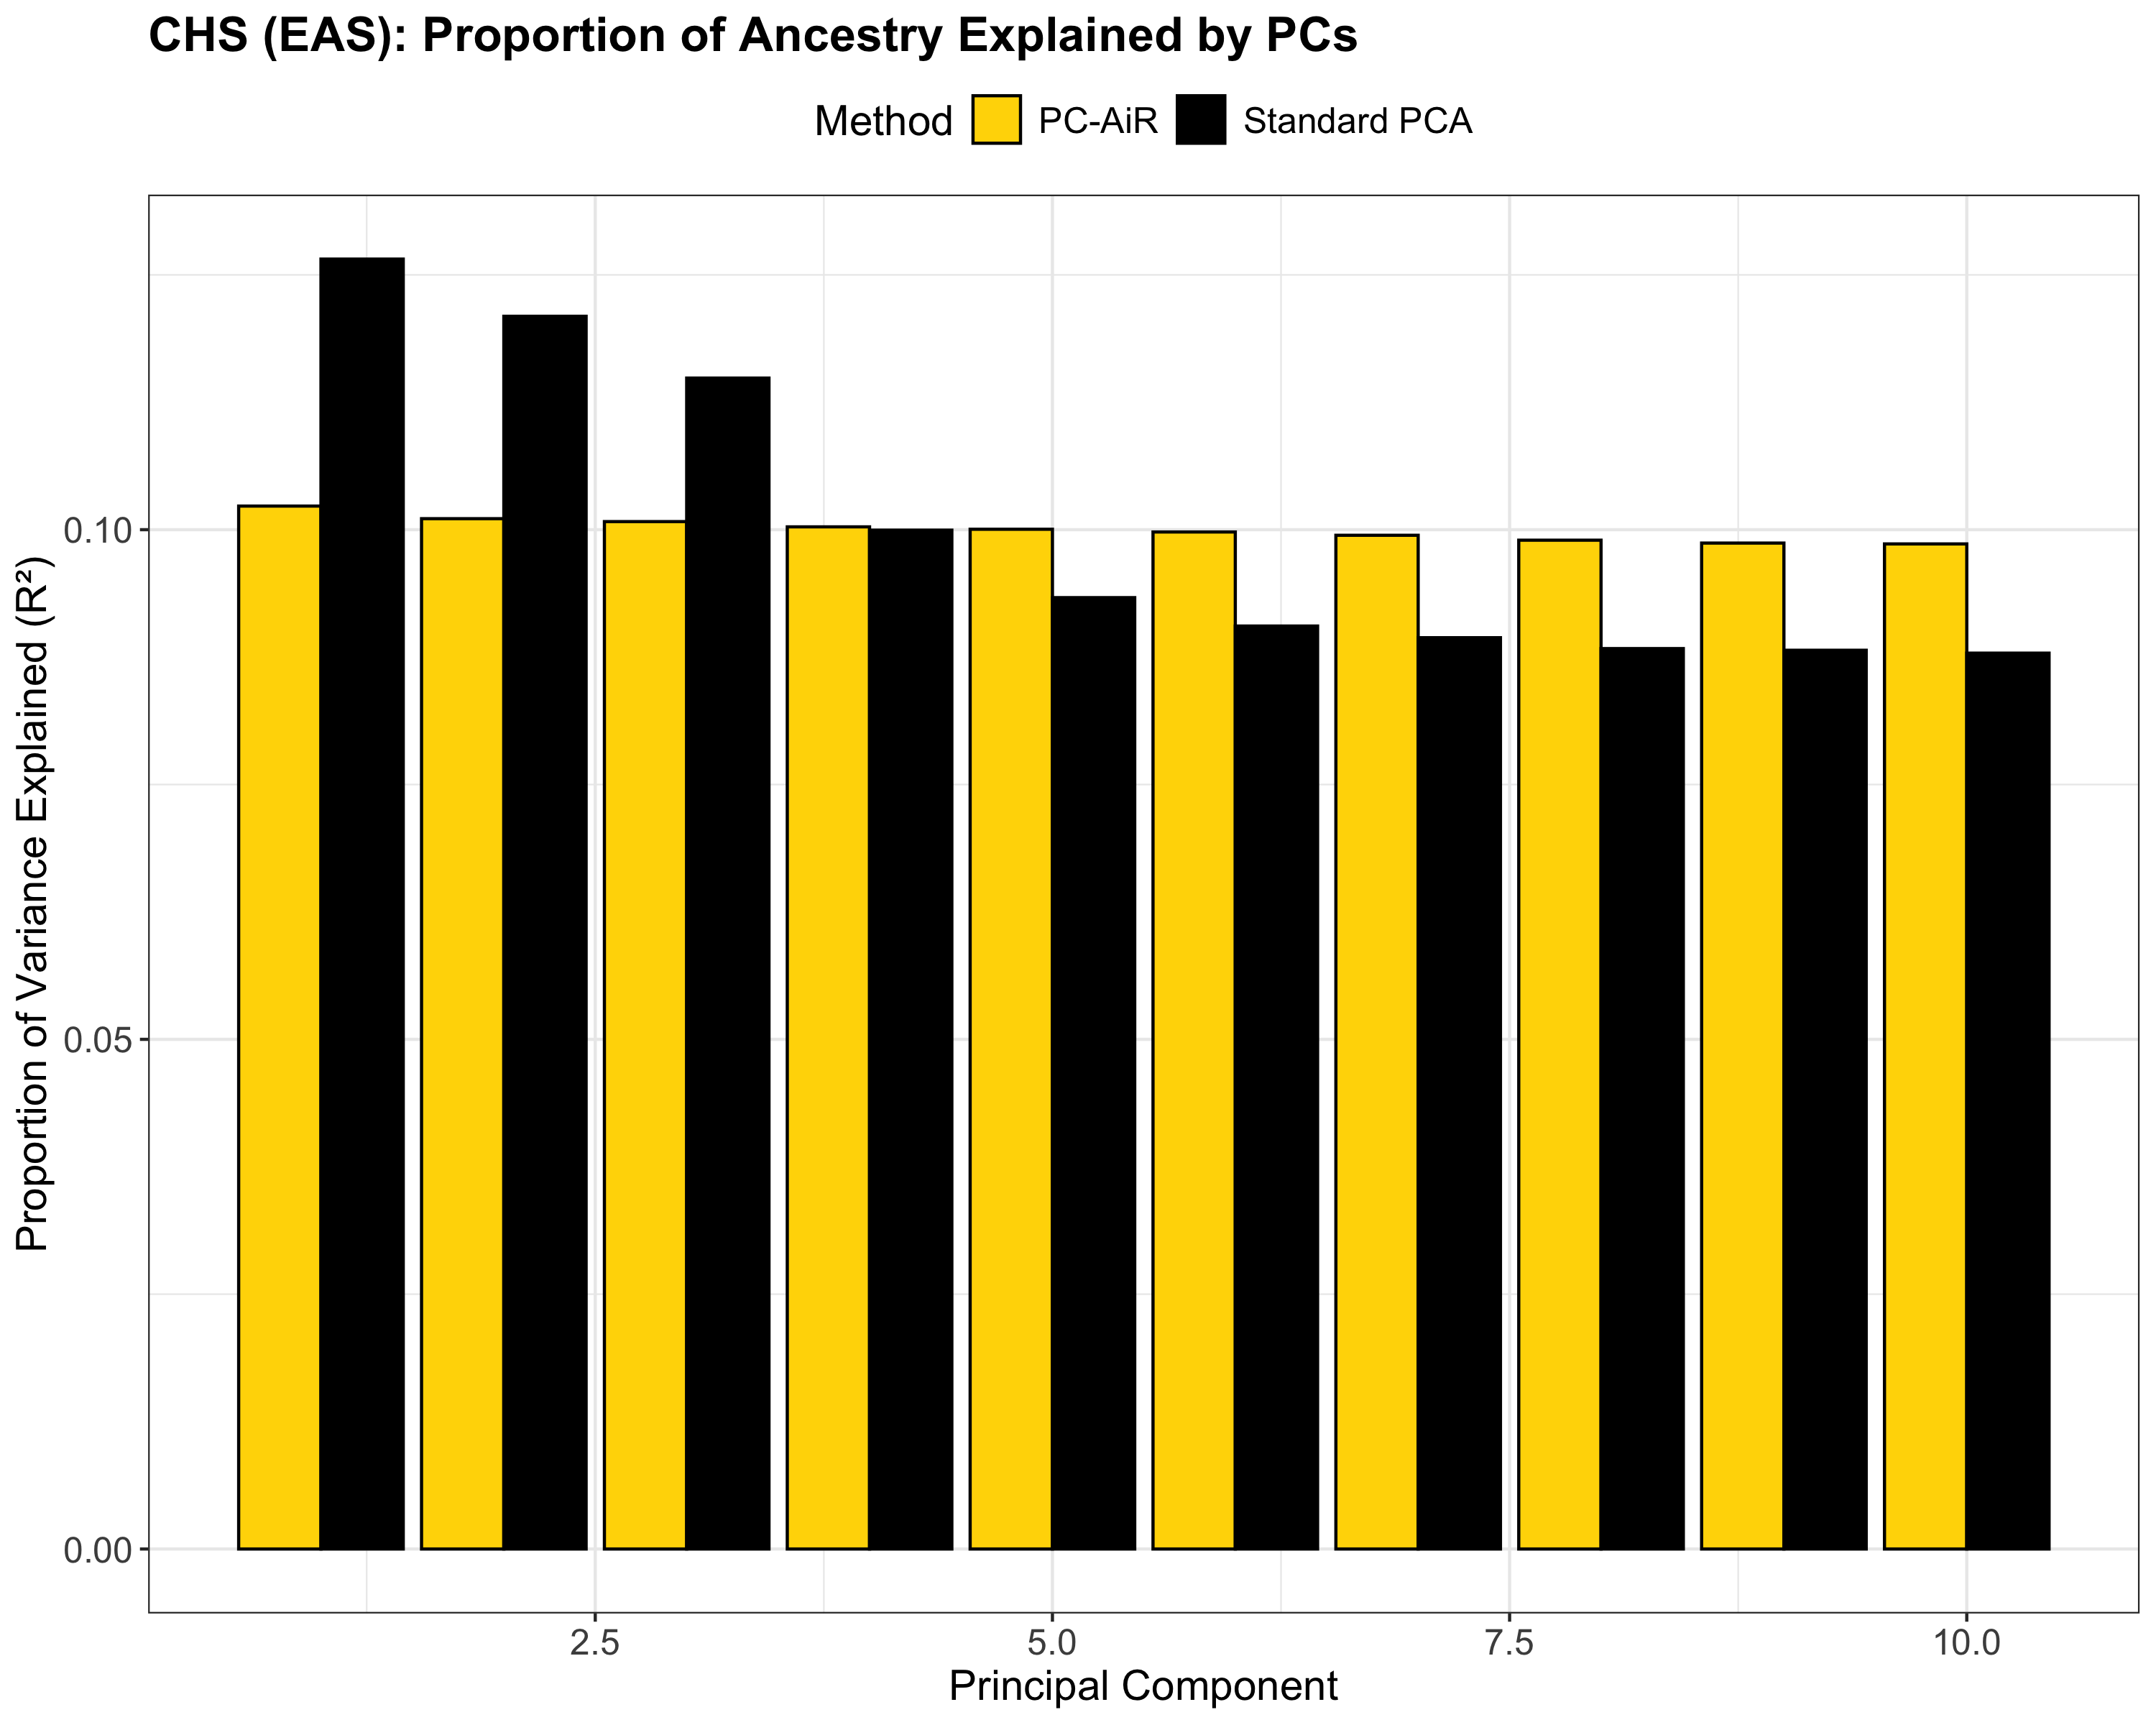 CHS (EAS): Proportion of Ancestry Explained by PCs
Method PC-AiR Standard PCA
Proportion of Variance Explained (R²)
0.10
0.05
0.00
2.5 5.0 7.5 10.0
Principal Component